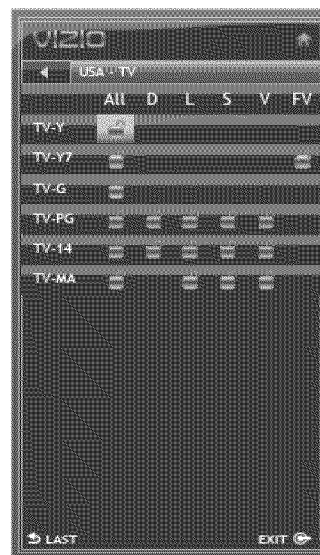 VIZIO
USA - TV
All D L S V FV
TV-Y
TV-Y7
TV-G
TV-PG
TV-14
TV-MA
LAST EXIT